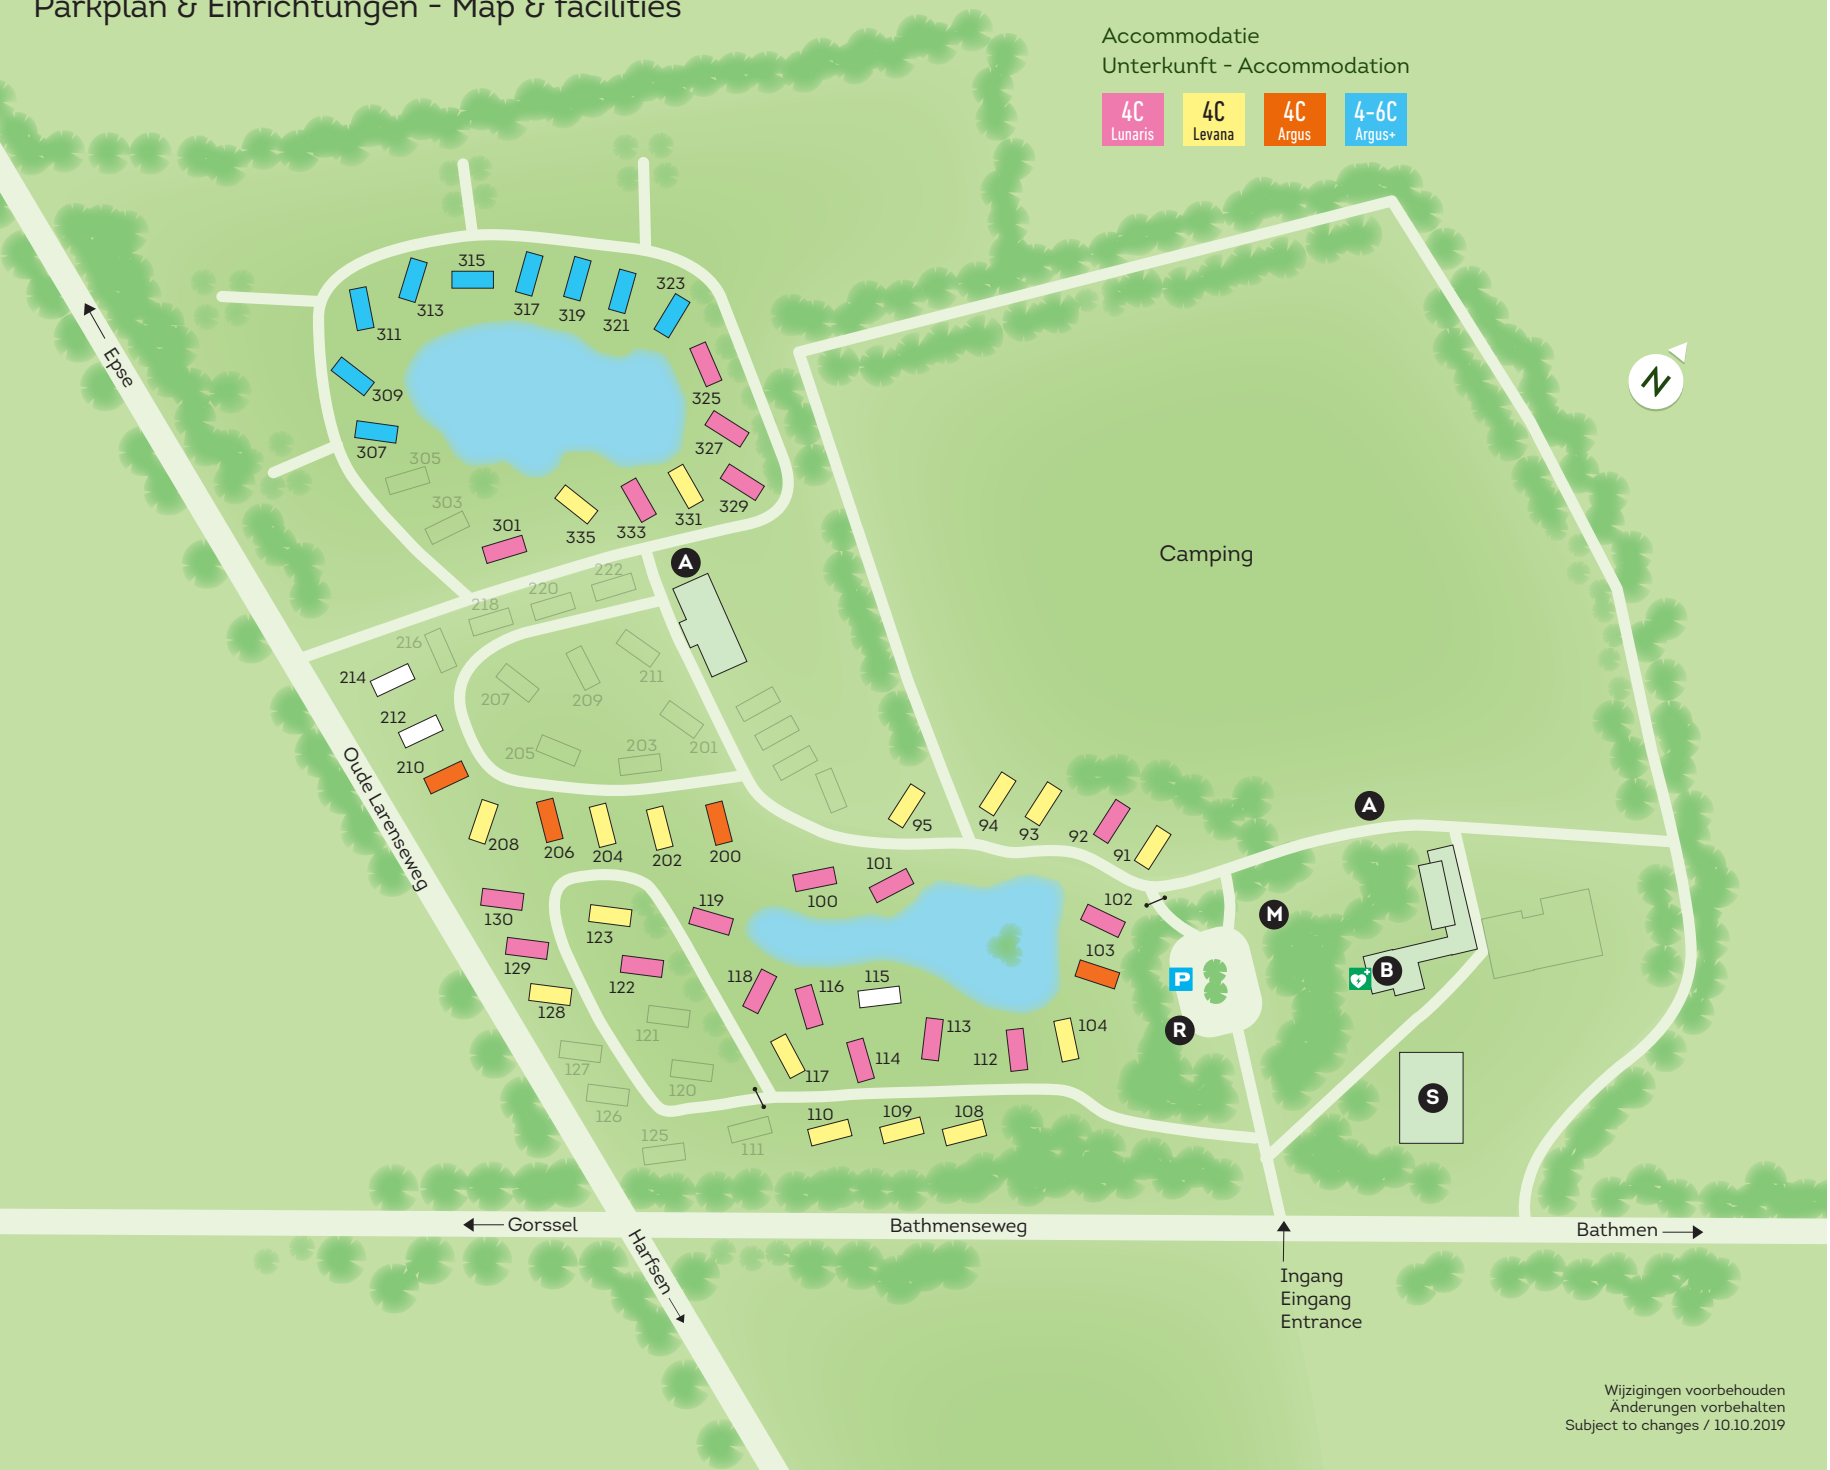 Parkplan & Einrichtungen - Map & facilities
Accommodatie
Unterkunft - Accommodation
4C
Lunaris
4C
Levana
4C
Argus
4-6C
Argus+
315
313
317
319
321
323
311
309
307
325
327
329
305
303
301
335
333
331
Epse
N
Camping
A
222
220
218
216
214
212
210
211
209
207
205
203
201
Oude Larenseweg
208
206
204
202
200
95
94
93
92
91
A
101
100
102
103
119
130
123
129
122
128
118
116
115
113
112
104
114
117
121
120
127
126
125
111
110
109
108
M
P
R
B
S
Gorssel
Bathmenseweg
Bathmen
Harfsen
Ingang
Eingang
Entrance
Wijzigingen voorbehouden
Änderungen vorbehalten
Subject to changes / 10.10.2019